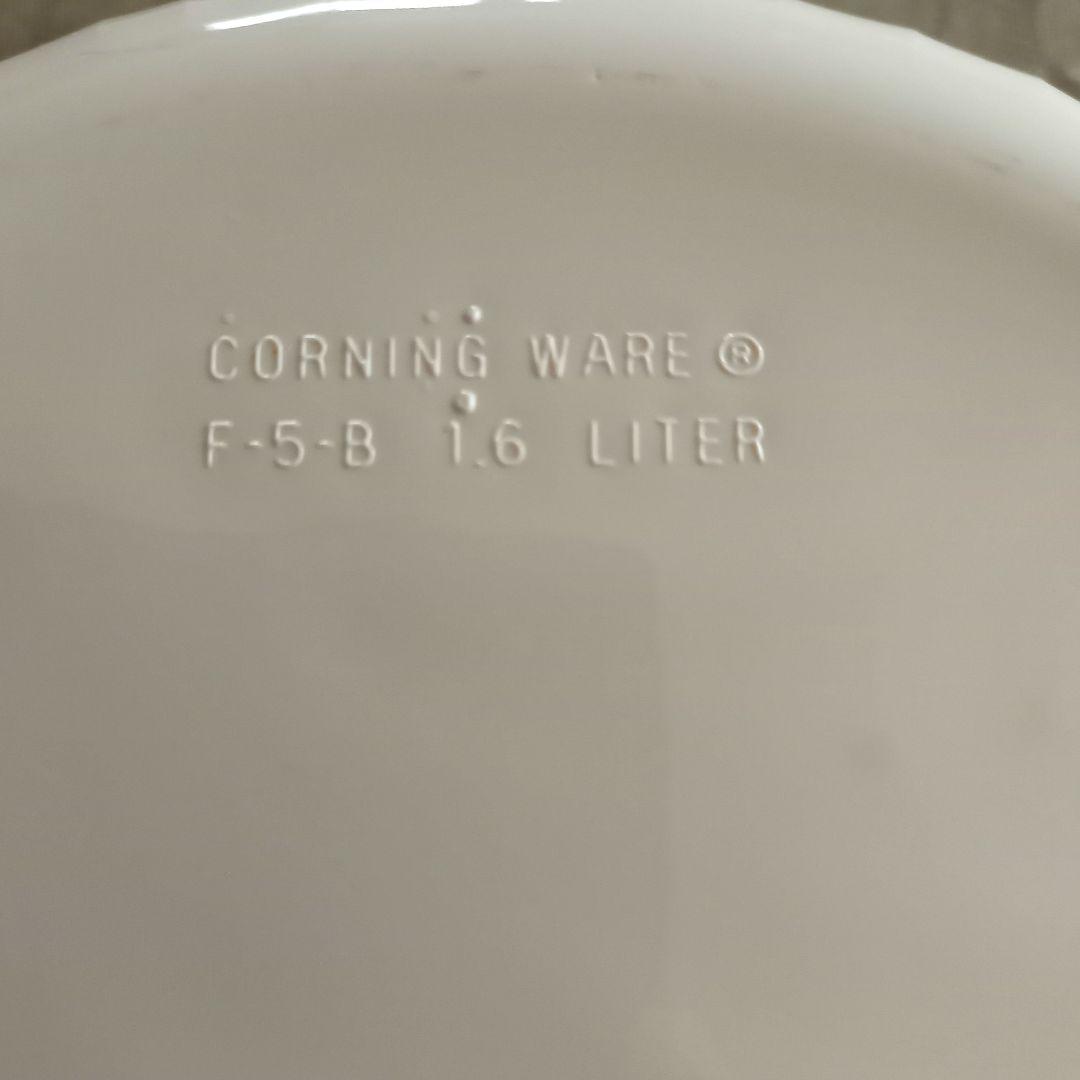 CORNING WARE ®
F-5-B 1.6 LITER